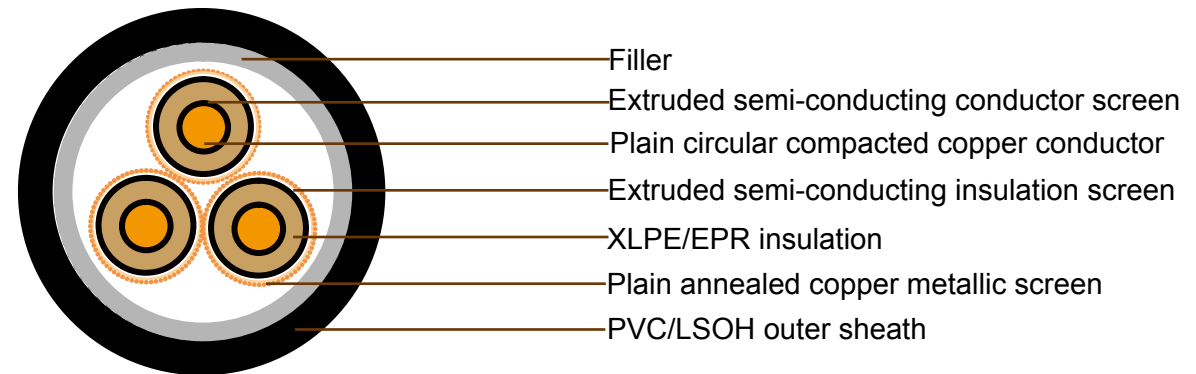 Filler
Extruded semi-conducting conductor screen
Plain circular compacted copper conductor
Extruded semi-conducting insulation screen
XLPE/EPR insulation
Plain annealed copper metallic screen
PVC/LSOH outer sheath